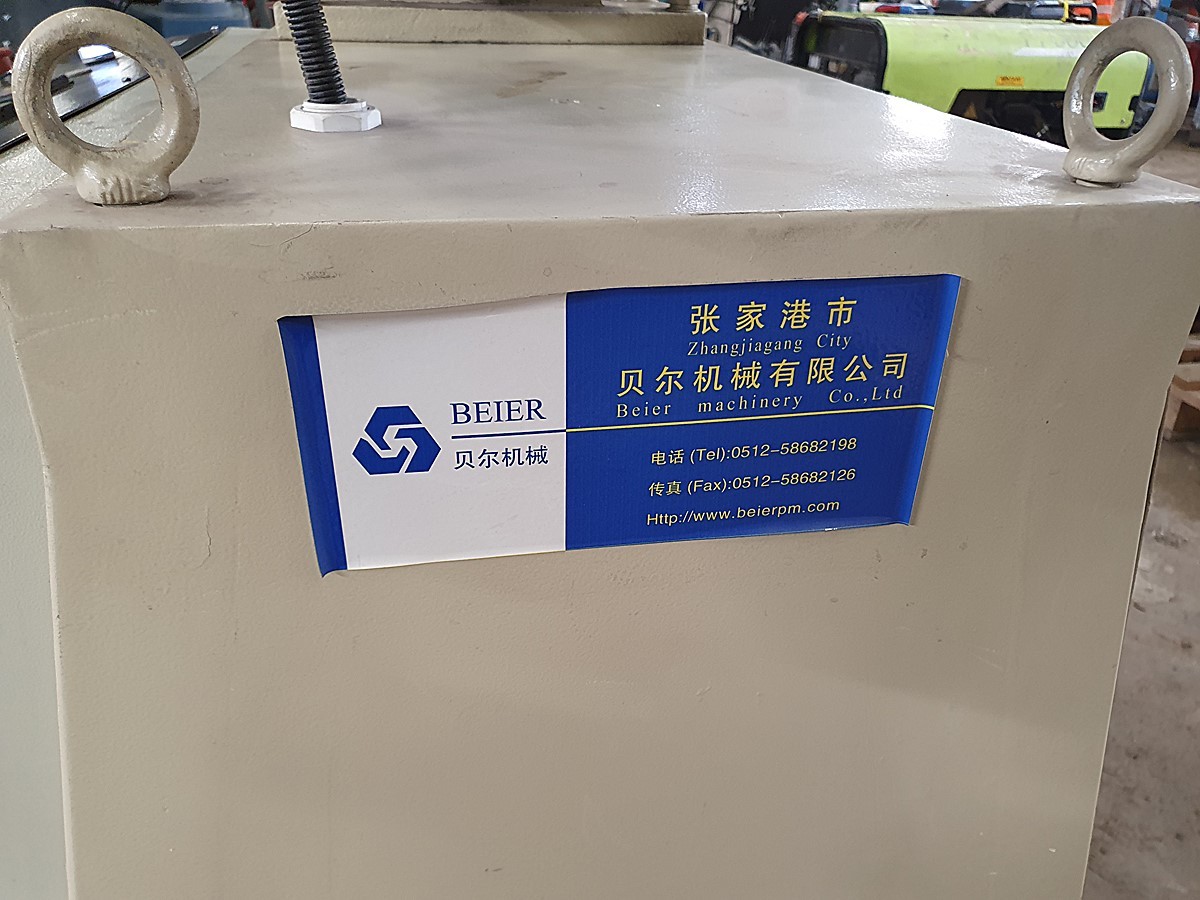 BEIER
贝尔机械
张家港市
Zhangjiagang City
贝尔机械有限公司
Beier machinery Co.,Ltd
电话 (Tel):0512-58682198
传真 (Fax):0512-58682126
Http://www.beierpm.com